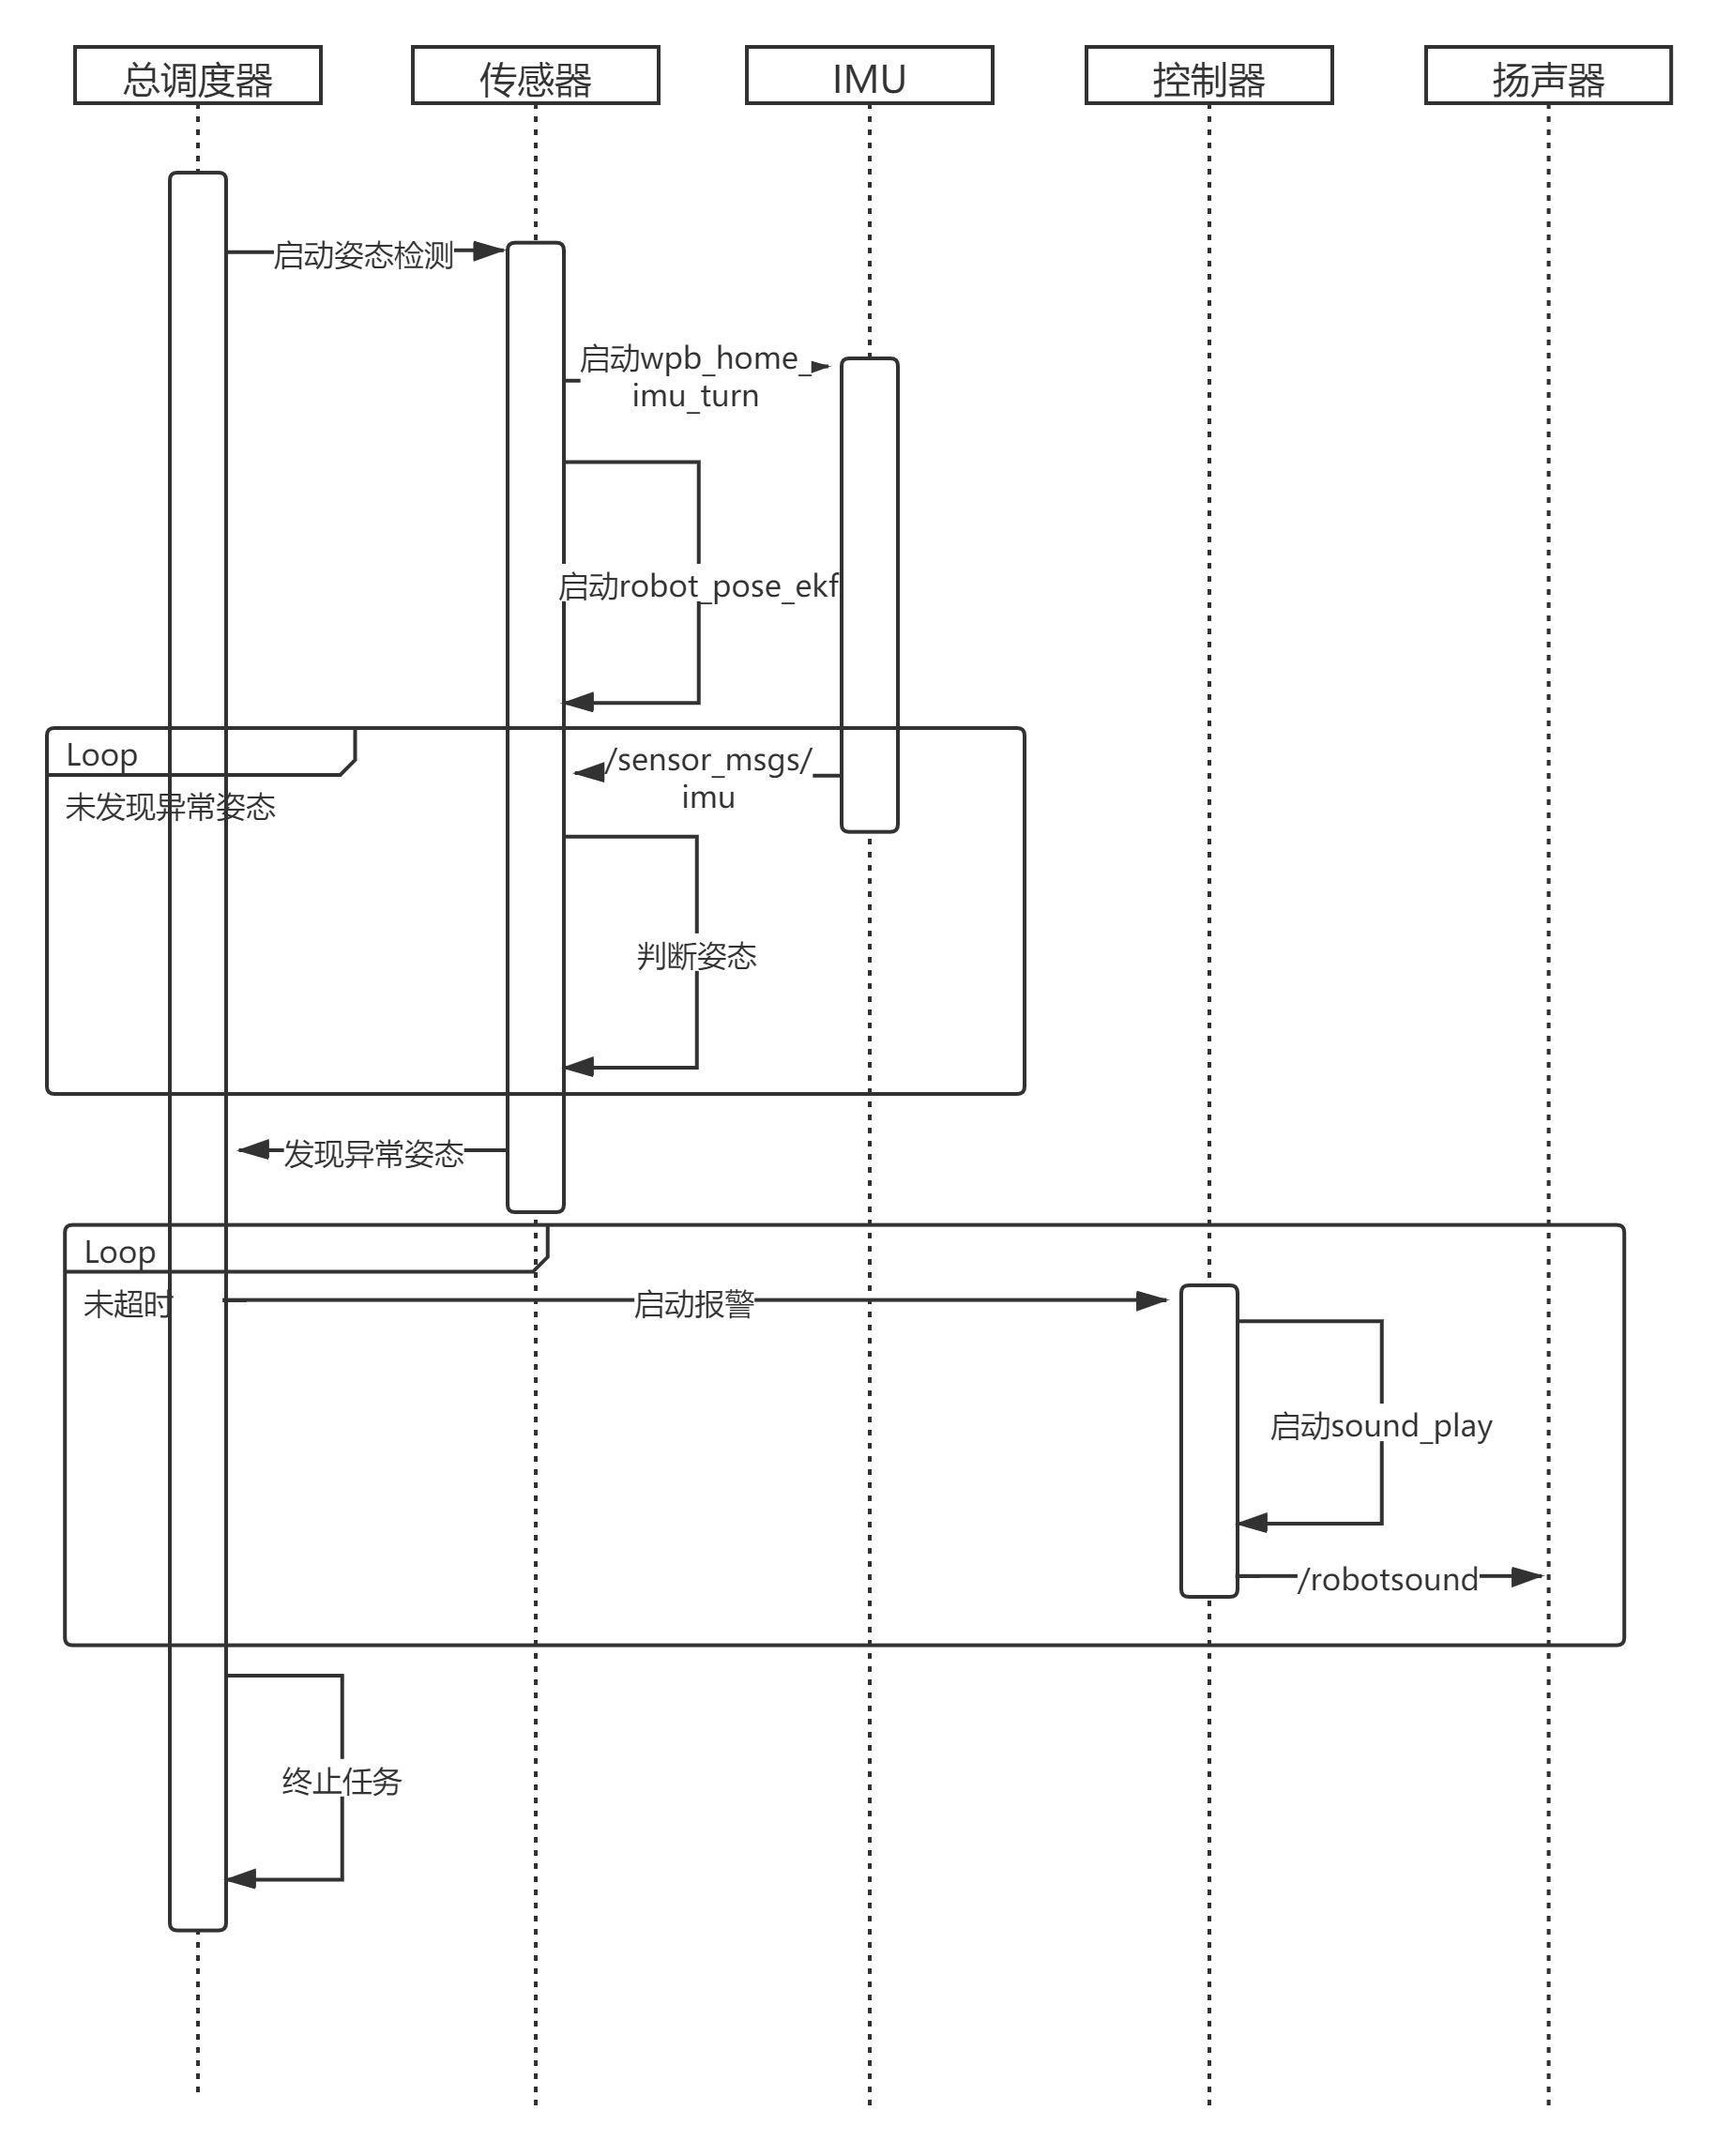 总调度器
传感器
IMU
控制器
扬声器
启动姿态检测
启动wpb_home_
imu_turn
启动robot_pose_ekf
Loop
/sensor_msgs/
imu
未发现异常姿态
判断姿态
发现异常姿态
Loop
未超时
启动报警
启动sound_play
/robotsound
终止任务